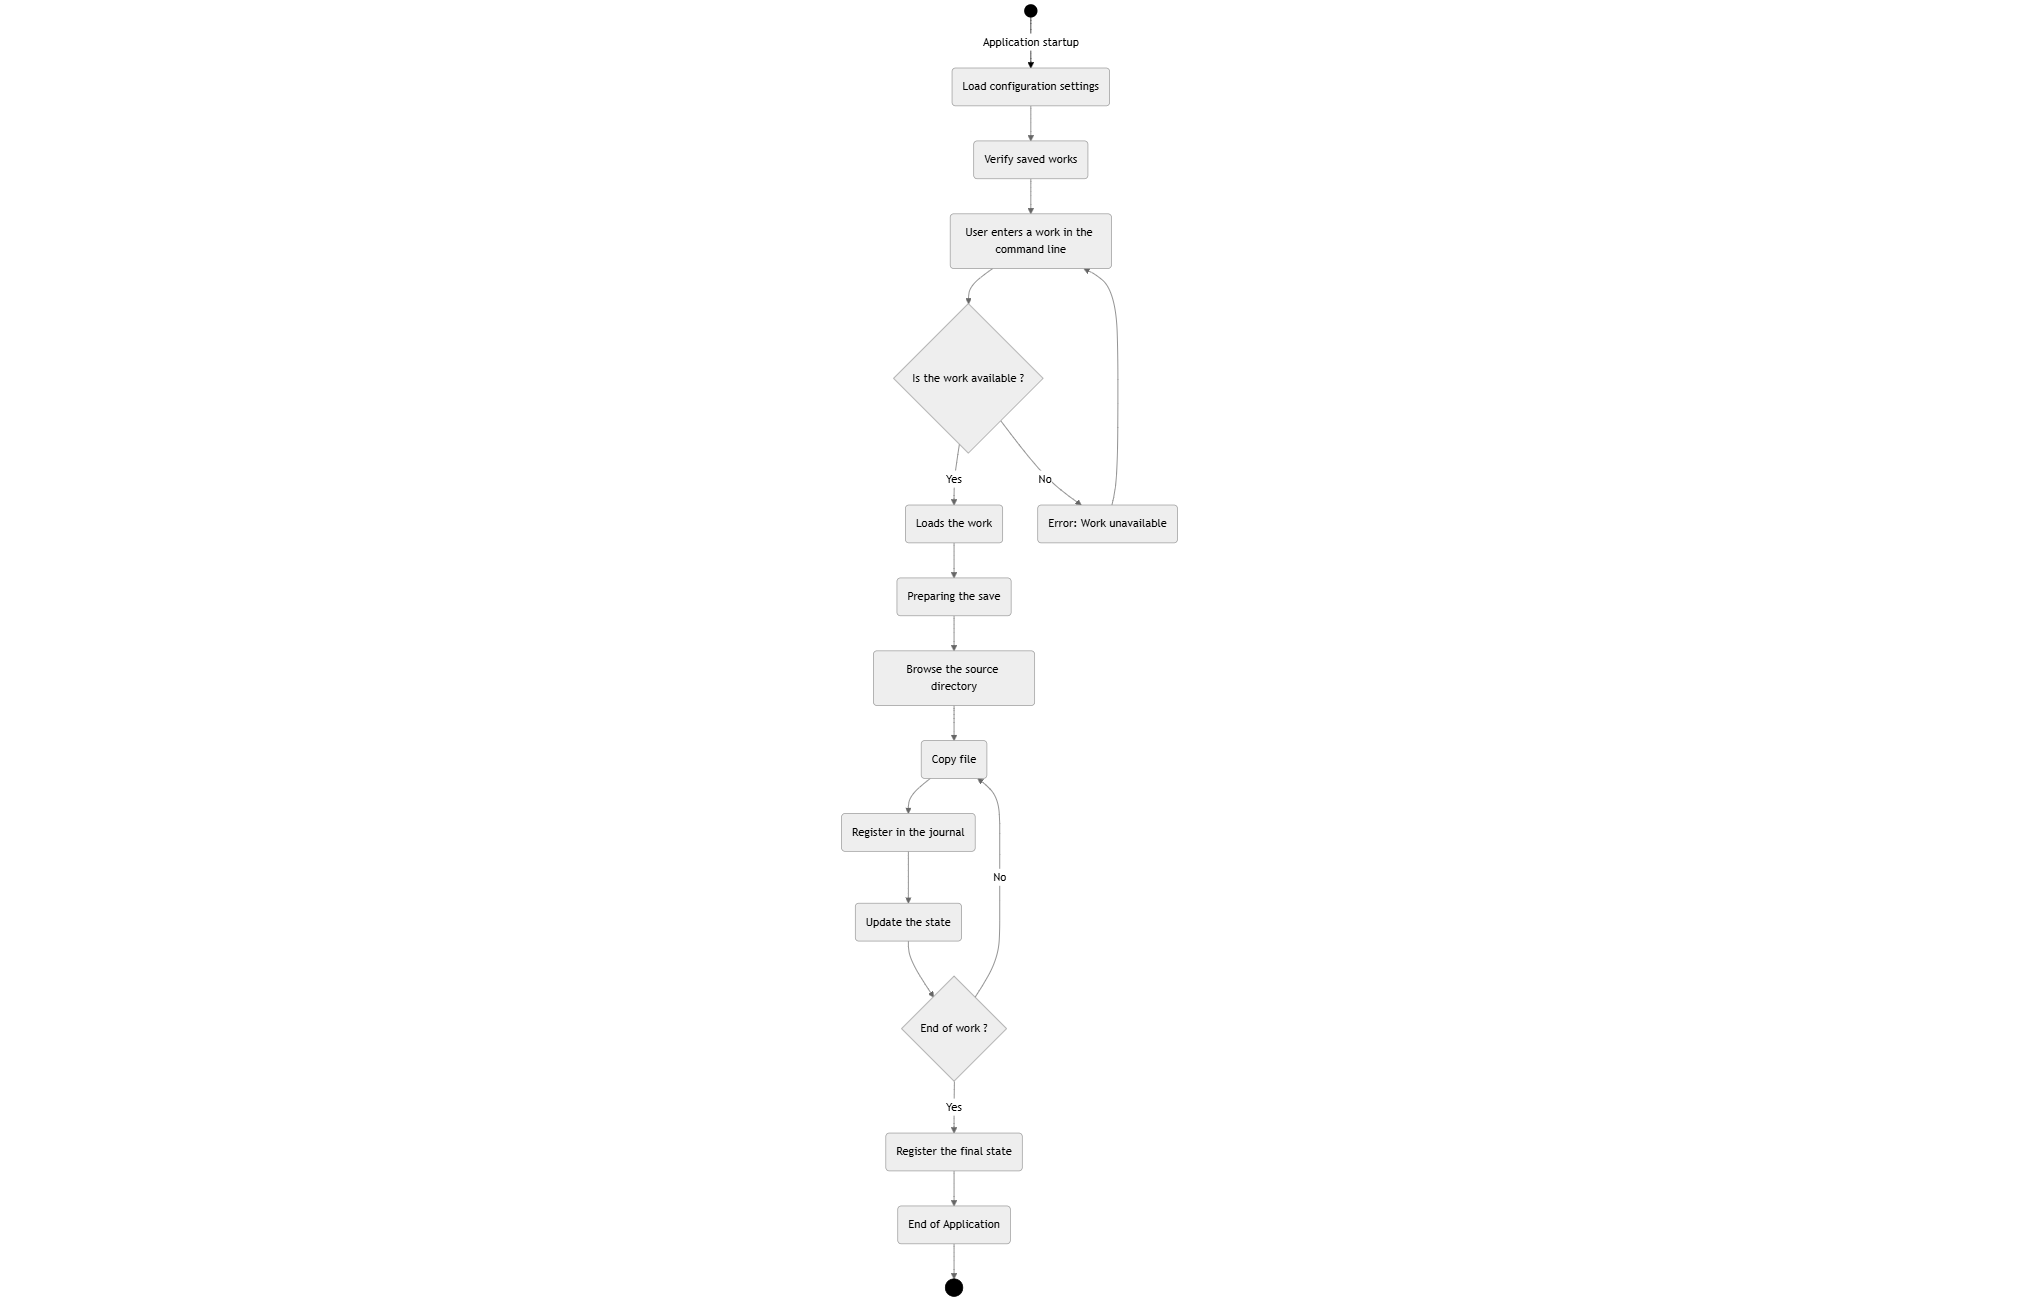 Application startup
Load configuration settings
Verify saved works
User enters a work in the
command line
Is the work available ?
Yes
No
Loads the work
Error: Work unavailable
Preparing the save
Browse the source
directory
Copy file
Register in the journal
No
Update the state
End of work ?
Yes
Register the final state
End of Application